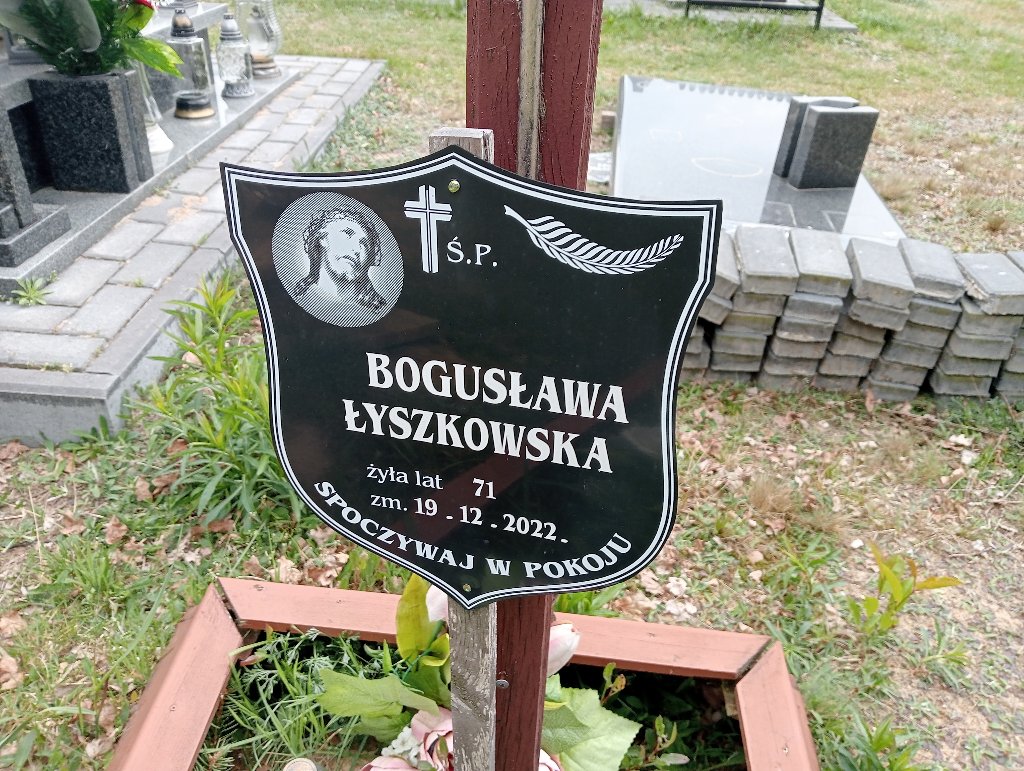 Ś.P.
BOGUSŁAWA
ŁYSZKOWSKA
żyła lat 71
zm. 19 - 12 - 2022.
SPOCZYWAJ W POKOJU